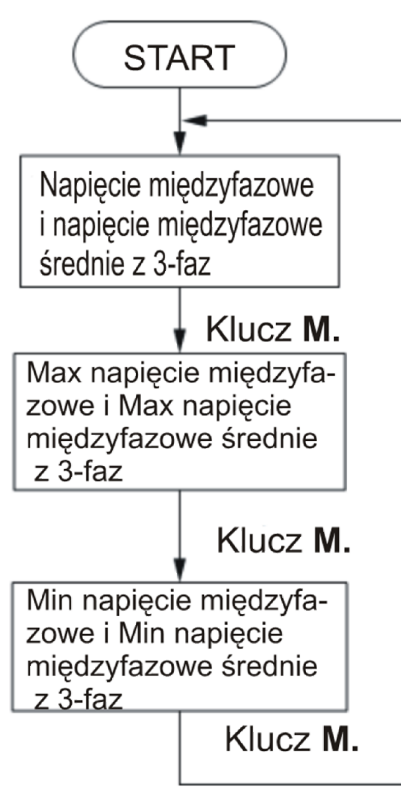 START
Napięcie międzyfazowe
i napięcie międzyfazowe
średnie z 3-faz
Klucz M.
Max napięcie międzyfa-
zowe i Max napięcie
międzyfazowe średnie
z 3-faz
Klucz M.
Min napięcie międzyfa-
zowe i Min napięcie
międzyfazowe średnie
z 3-faz
Klucz M.